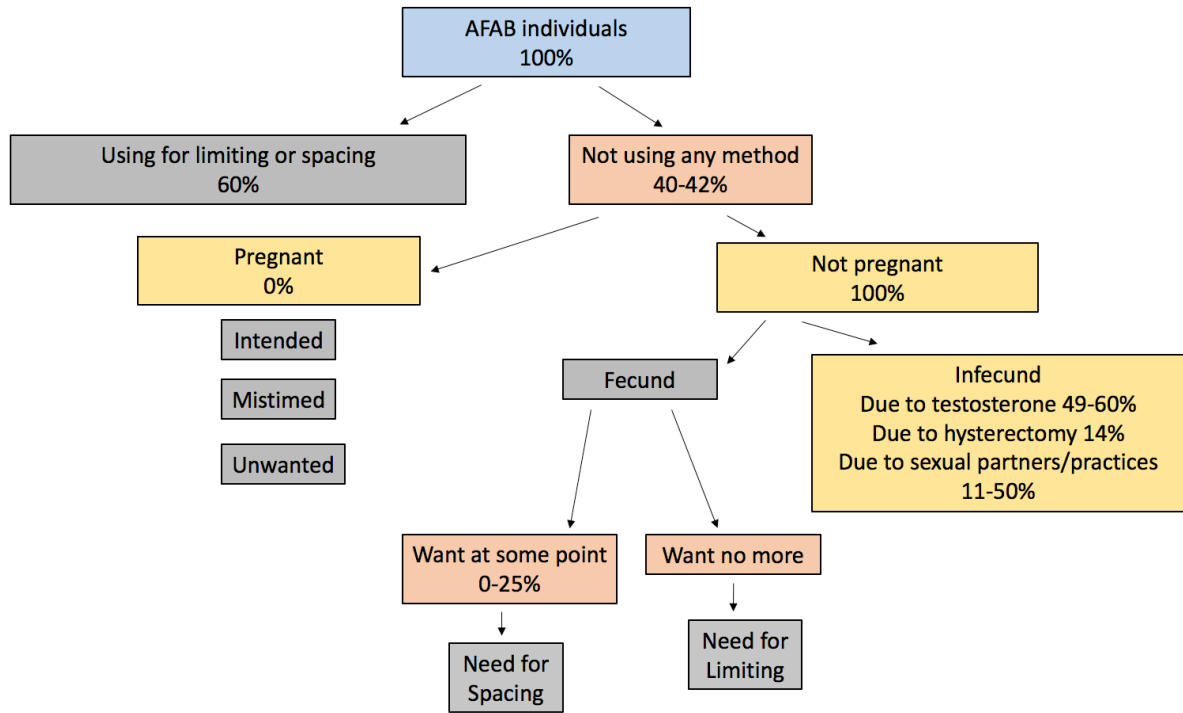 AFAB individuals
100%
Using for limiting or spacing
60%
Not using any method
40-42%
Pregnant
0%
Not pregnant
100%
Intended
Mistimed
Unwanted
Fecund
Infecund
Due to testosterone 49-60%
Due to hysterectomy 14%
Due to sexual partners/practices
11-50%
Want at some point
0-25%
Want no more
Need for
Spacing
Need for
Limiting